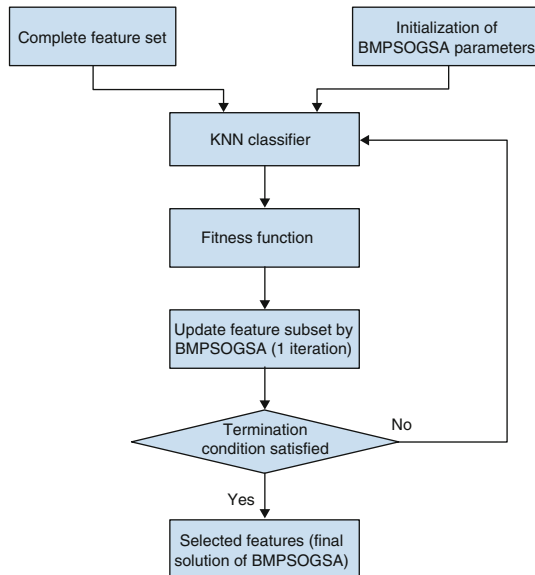 Complete feature set
Initialization of
BMPSOGSA parameters
KNN classifier
Fitness function
Update feature subset by
BMPSOGSA (1 iteration)
Termination
condition satisfied
No
Yes
Selected features (final
solution of BMPSOGSA)